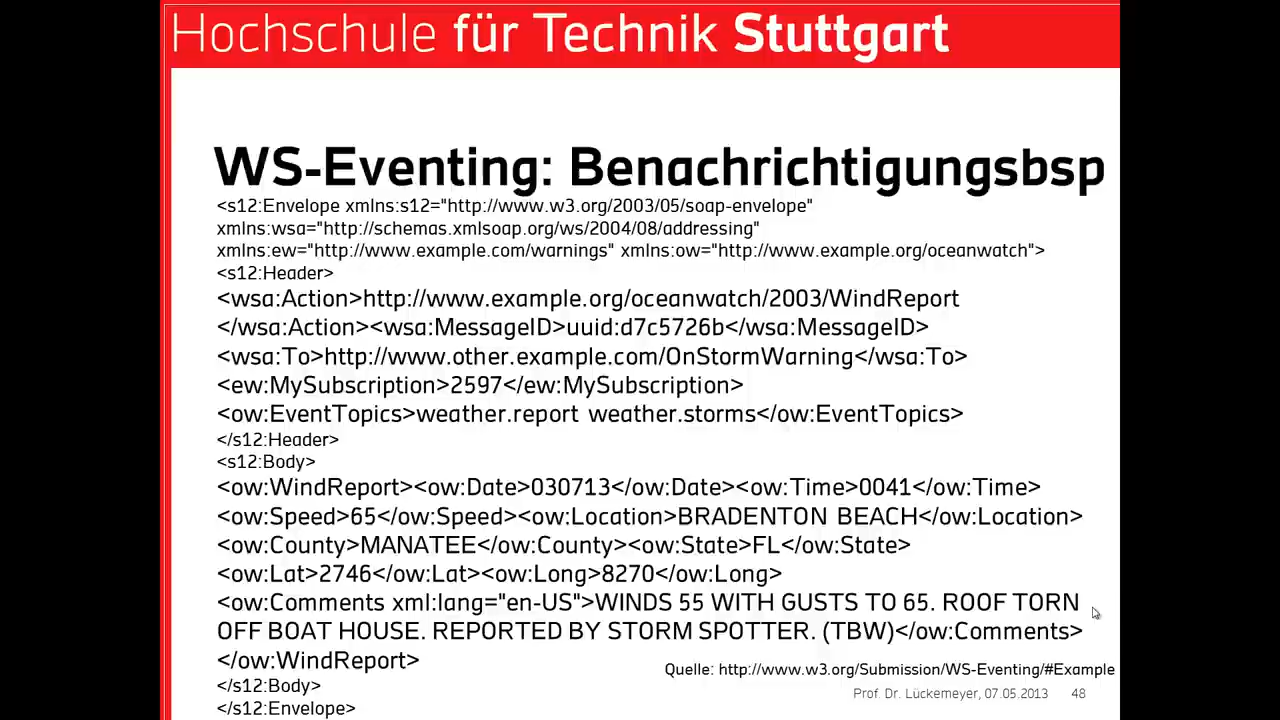 Hochschule für Technik Stuttgart
WS-Eventing: Benachrichtigungsbsp
<s12:Envelope xmlns:s12="http://www.w3.org/2003/05/soap-envelope"
xmlns:wsa="http://schemas.xmlsoap.org/ws/2004/08/addressing"
xmlns:ew="http://www.example.com/warnings" xmlns:ow="http://www.example.org/oceanwatch">
<s12:Header>
<wsa:Action>http://www.example.org/oceanwatch/2003/WindReport
</wsa:Action><wsa:MessageID>uuid:d7c5726b</wsa:MessageID>
<wsa:To>http://www.other.example.com/OnStormWarning</wsa:To>
<ew:MySubscription>2597</ew:MySubscription>
<ow:EventTopics>weather.report weather.storms</ow:EventTopics>
</s12:Header>
<s12:Body>
<ow:WindReport><ow:Date>030713</ow:Date><ow:Time>0041</ow:Time>
<ow:Speed>65</ow:Speed><ow:Location>BRADENTON BEACH</ow:Location>
<ow:County>MANATEE</ow:County><ow:State>FL</ow:State>
<ow:Lat>2746</ow:Lat><ow:Long>8270</ow:Long>
<ow:Comments xml:lang="en-US">WINDS 55 WITH GUSTS TO 65. ROOF TORN
OFF BOAT HOUSE. REPORTED BY STORM SPOTTER. (TBW)</ow:Comments>
</ow:WindReport>
Quelle: http://www.w3.org/Submission/WS-Eventing/#Example
</s12:Body>
Prof. Dr. Lückemeyer, 07.05.2013 48
</s12:Envelope>